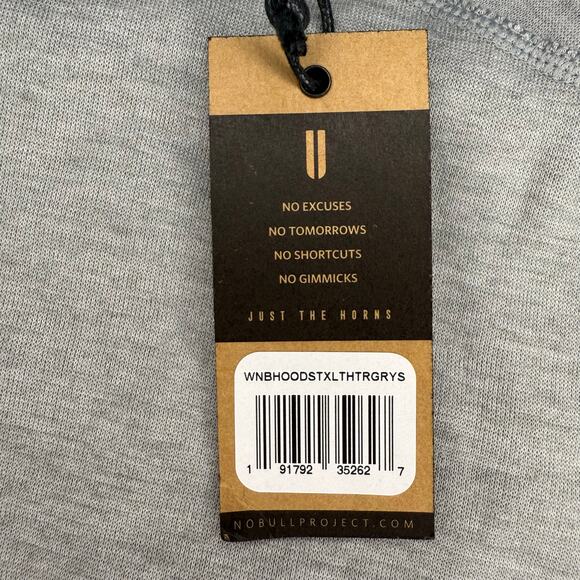 NO EXCUSES
NO TOMORROWS
NO SHORTCUTS
NO GIMMICKS
JUST THE HORNS
WNBHOODSTXLTHTRGRYS
1 91792 35262 7
NOBULLPROJECT.COM